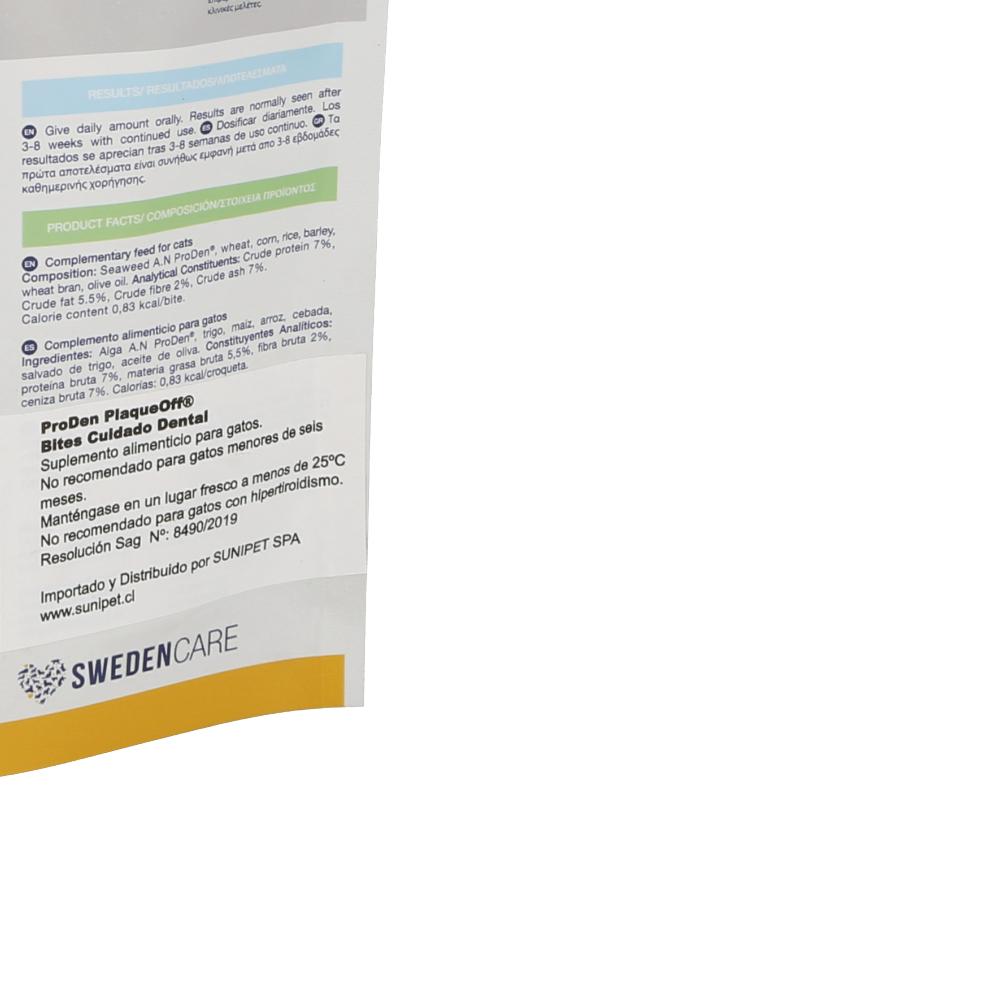 κλινικές μελέτες.
RESULTS/ RESULTADOS/ΑΠΟΤΕΛΕΣΜΑΤΑ
EN Give daily amount orally. Results are normally seen after
3-8 weeks with continued use. ES Dosificar diariamente. Los
resultados se aprecian tras 3-8 semanas de uso continuo. GR Τα
πρώτα αποτελέσματα είναι συνήθως εμφανή μετά απο 3-8 εβδομάδες
καθημερινής χορήγησης.
PRODUCT FACTS/ COMPOSICIÓN/ΣΤΟΙΧΕΙΑ ΠΡΟΪΟΝΤΟΣ
EN Complementary feed for cats
Composition: Seaweed A.N ProDen®, wheat, corn, rice, barley,
wheat bran, olive oil. Analytical Constituents: Crude protein 7%,
Crude fat 5.5%, Crude fibre 2%, Crude ash 7%.
Calorie content 0,83 kcal/bite.
ES Complemento alimenticio para gatos
Ingredientes: Alga A.N ProDen®, trigo, maíz, arroz, cebada,
salvado de trigo, aceite de oliva. Constituyentes Analíticos:
proteína bruta 7%, materia grasa bruta 5,5%, fibra bruta 2%,
ceniza bruta 7%. Calorías: 0,83 kcal/croqueta.
ProDen PlaqueOff®
Bites Cuidado Dental
Suplemento alimenticio para gatos.
No recomendado para gatos menores de seis
meses.
Manténgase en un lugar fresco a menos de 25ºC
No recomendado para gatos con hipertiroidismo.
Resolución Sag Nº: 8490/2019
Importado y Distribuido por SUNIPET SPA
www.sunipet.cl
SWEDENCARE